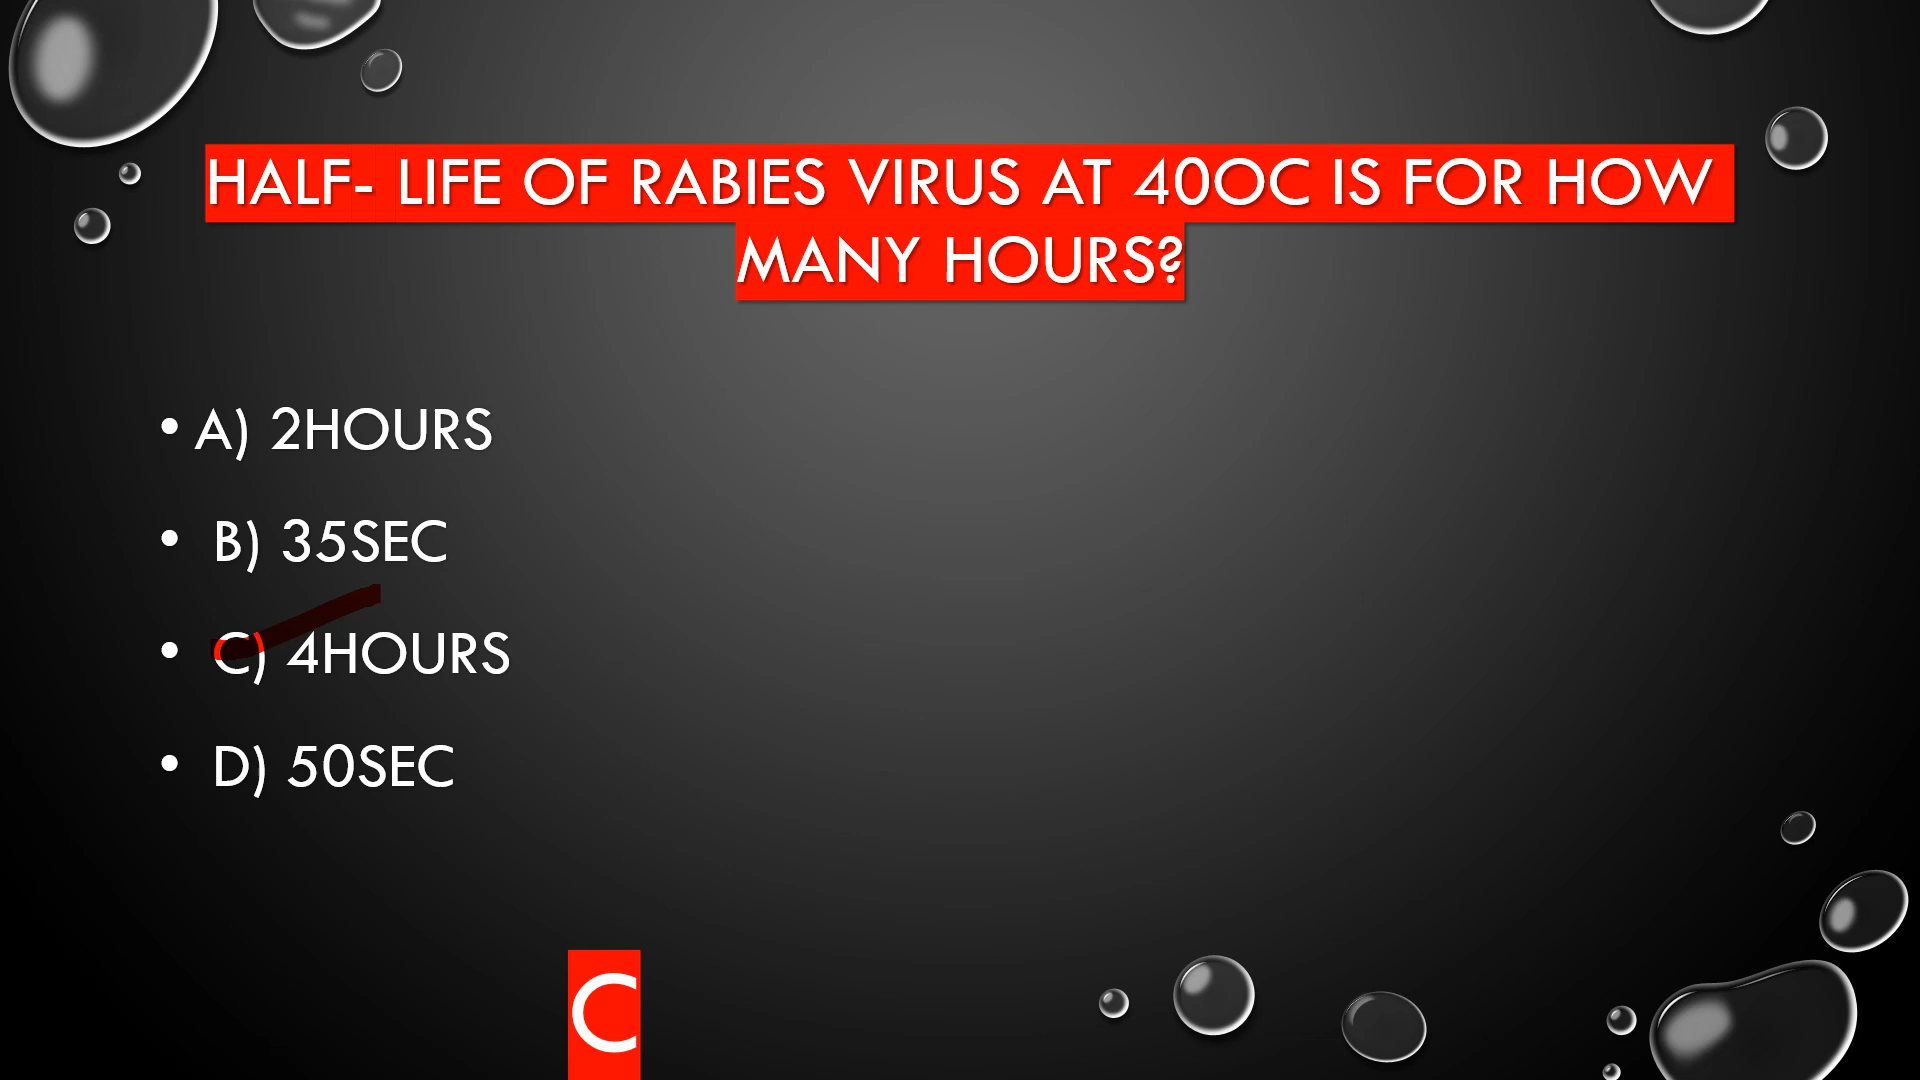 HALF- LIFE OF RABIES VIRUS AT 40OC IS FOR HOW
MANY HOURS?
• A) 2HOURS
• B) 35SEC
• C) 4HOURS
• D) 50SEC
C